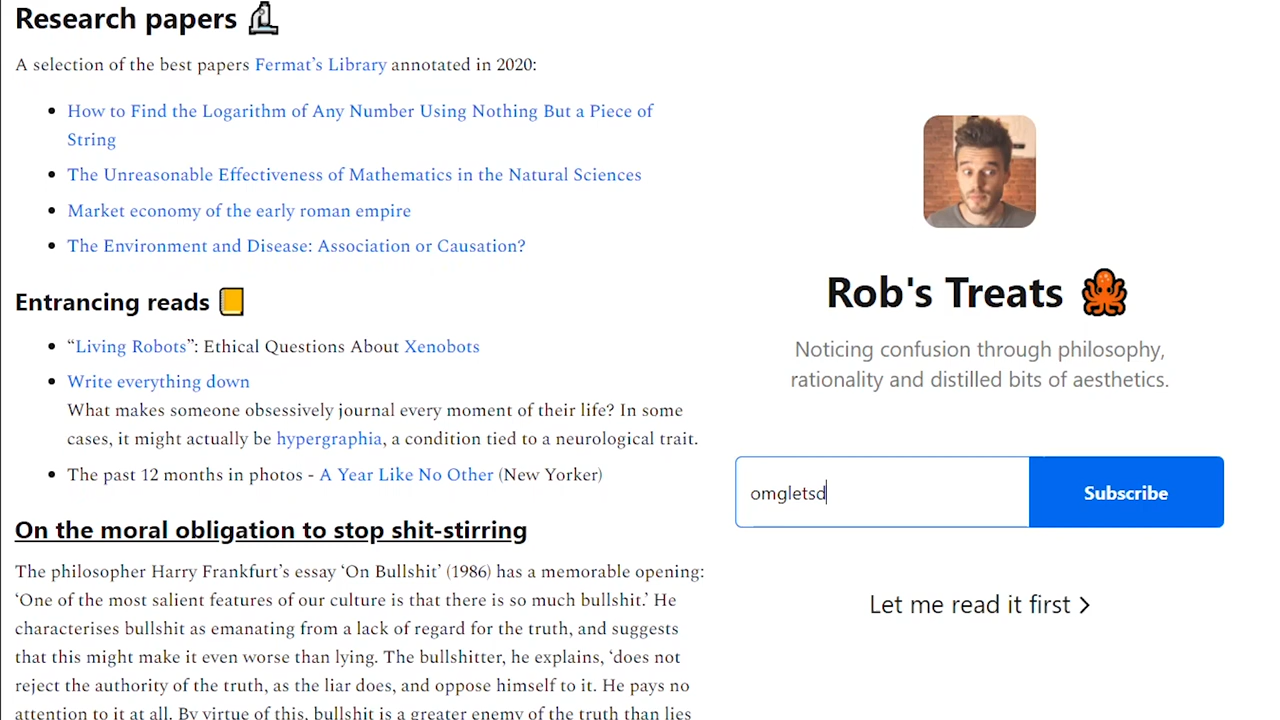 Research papers
A selection of the best papers Fermat's Library annotated in 2020:
How to Find the Logarithm of Any Number Using Nothing But a Piece of
String
The Unreasonable Effectiveness of Mathematics in the Natural Sciences
Market economy of the early roman empire
The Environment and Disease: Association or Causation?
Entrancing reads
“Living Robots”: Ethical Questions About Xenobots
Write everything down
What makes someone obsessively journal every moment of their life? In some
cases, it might actually be hypergraphia, a condition tied to a neurological trait.
The past 12 months in photos - A Year Like No Other (New Yorker)
On the moral obligation to stop shit-stirring
The philosopher Harry Frankfurt’s essay ‘On Bullshit’ (1986) has a memorable opening:
‘One of the most salient features of our culture is that there is so much bullshit.’ He
characterises bullshit as emanating from a lack of regard for the truth, and suggests
that this might make it even worse than lying. The bullshitter, he explains, ‘does not
reject the authority of the truth, as the liar does, and oppose himself to it. He pays no
attention to it at all. By virtue of this, bullshit is a greater enemy of the truth than lies
Rob's Treats
Noticing confusion through philosophy,
rationality and distilled bits of aesthetics.
omgletsd
Subscribe
Let me read it first >